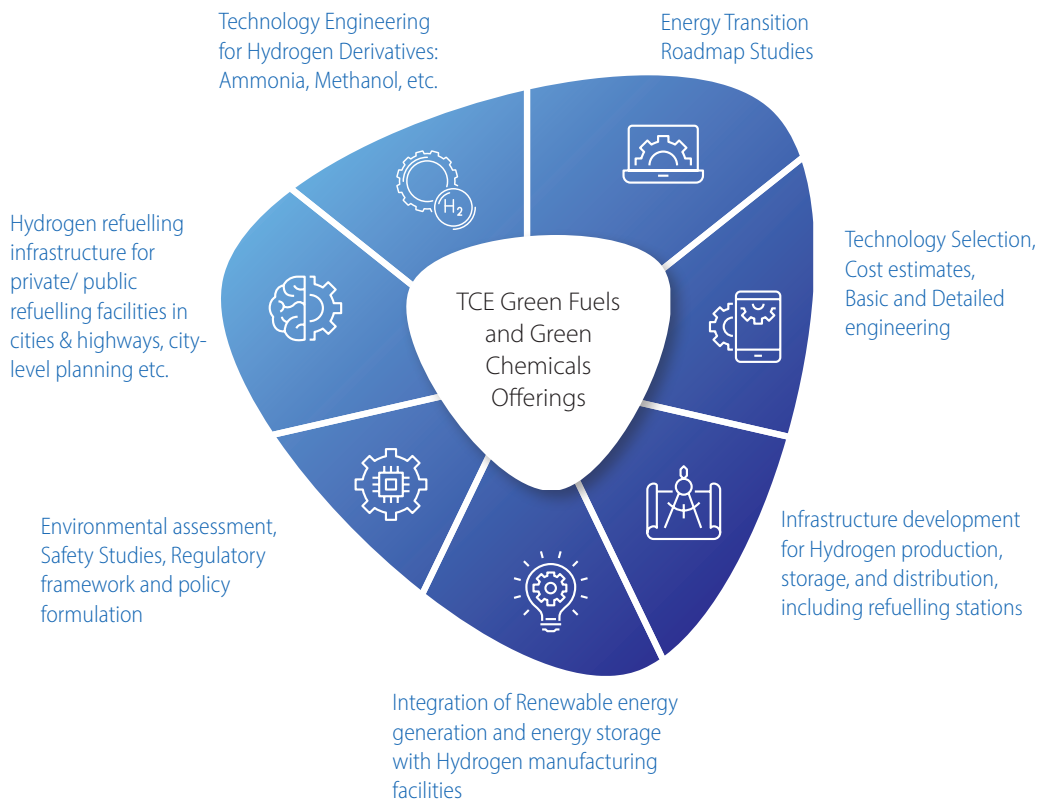 Technology Engineering
for Hydrogen Derivatives:
Ammonia, Methanol, etc.
Energy Transition
Roadmap Studies
H2
Hydrogen refuelling
infrastructure for
private/ public
refuelling facilities in
cities & highways, city-
level planning etc.
TCE Green Fuels
and Green
Chemicals
Offerings
Technology Selection,
Cost estimates,
Basic and Detailed
engineering
Environmental assessment,
Safety Studies, Regulatory
framework and policy
formulation
Infrastructure development
for Hydrogen production,
storage, and distribution,
including refuelling stations
Integration of Renewable energy
generation and energy storage
with Hydrogen manufacturing
facilities